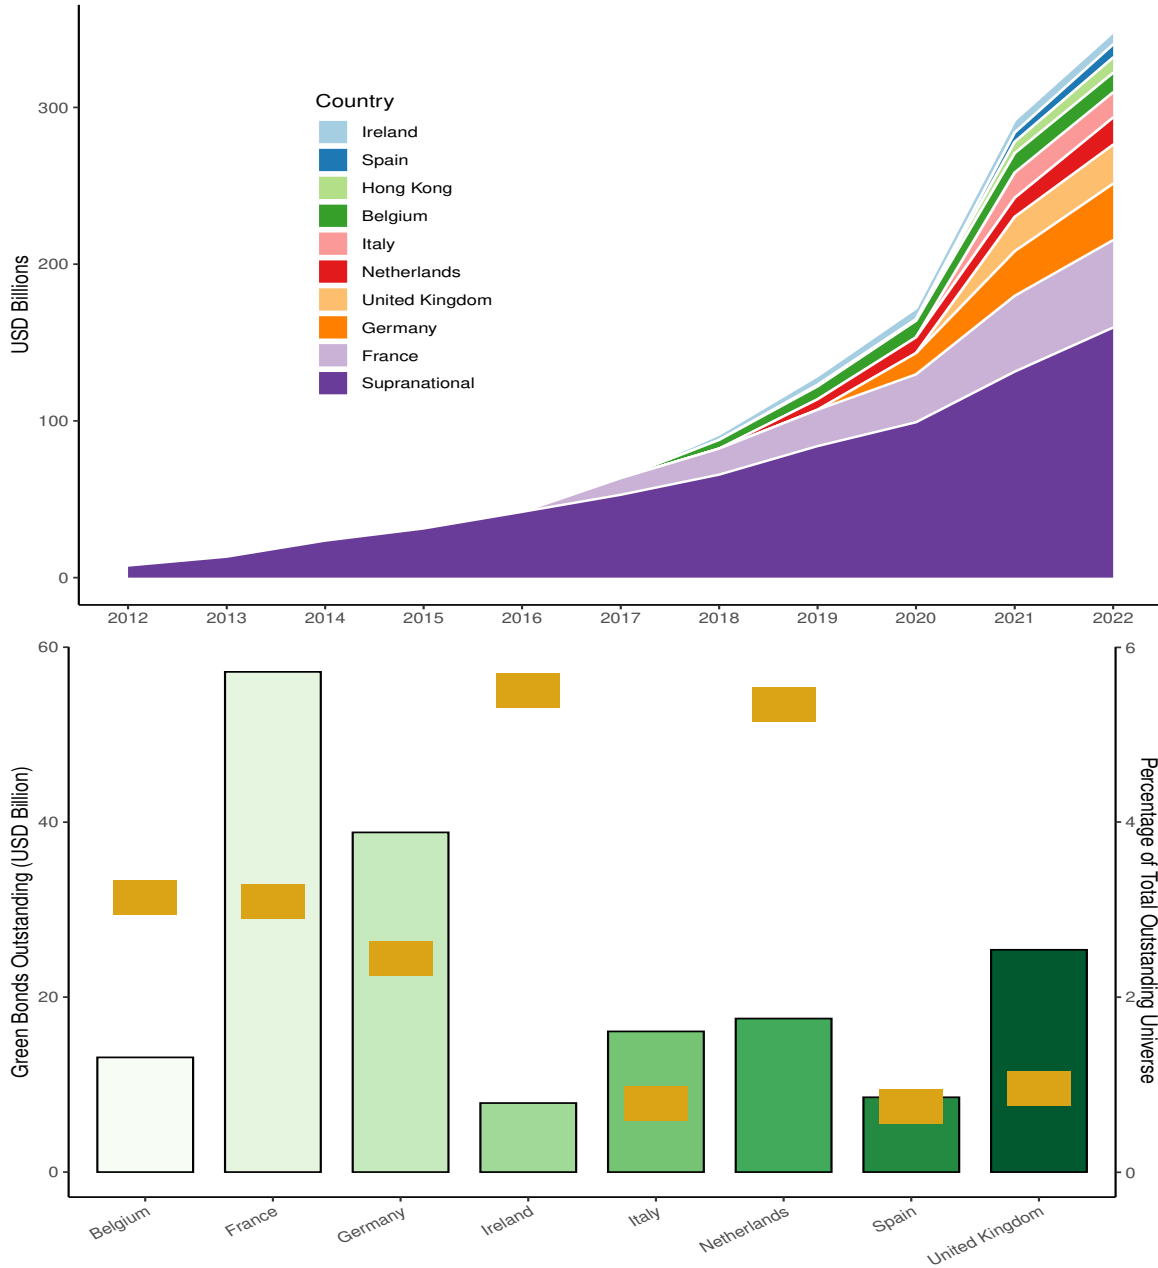 USD Billions
300
200
100
0
Country
Ireland
Spain
Hong Kong
Belgium
Italy
Netherlands
United Kingdom
Germany
France
Supranational
2012 2013 2014 2015 2016 2017 2018 2019 2020 2021 2022
Green Bonds Outstanding (USD Billion)
60
40
20
0
6
4
2
0
Percentage of Total Outstanding Universe
Belgium France Germany Ireland Italy Netherlands Spain United Kingdom